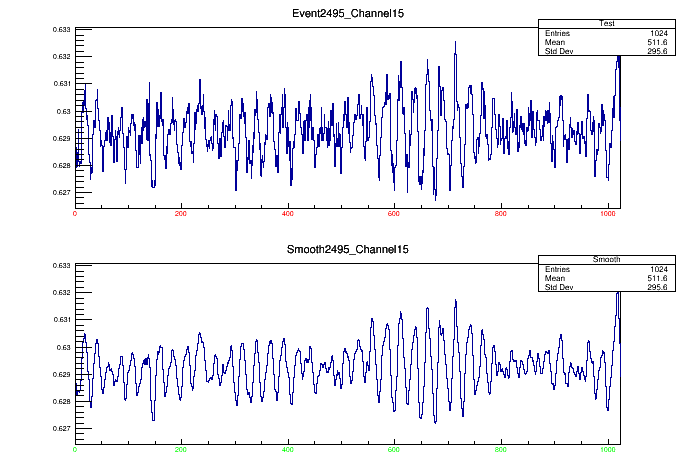 Event2495_Channel15
Test
Entries 1024
Mean 511.6
Std Dev 295.6
0.633
0.632
0.631
0.63
0.629
0.628
0.627
0 200 400 600 800 1000
Smooth2495_Channel15
Smooth
Entries 1024
Mean 511.6
Std Dev 295.6
0.633
0.632
0.631
0.63
0.629
0.628
0.627
0 200 400 600 800 1000